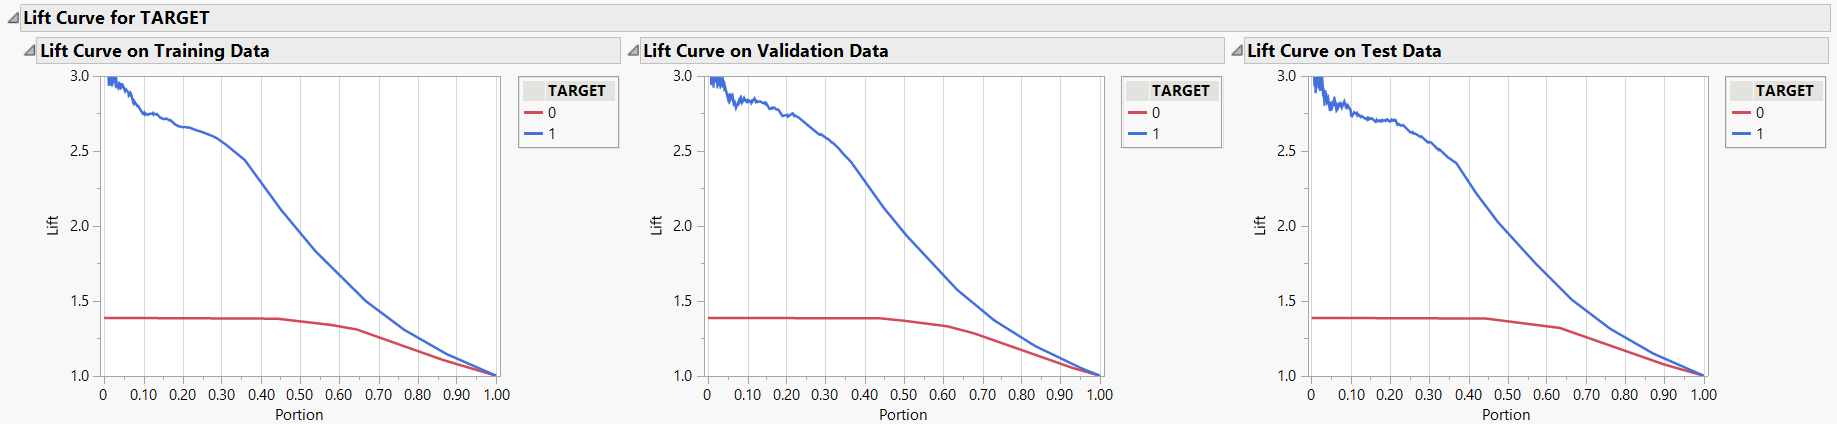 Lift Curve for TARGET
Lift Curve on Training Data
3.0
2.5
2.0
1.5
1.0
Lift
0 0.10 0.20 0.30 0.40 0.50 0.60 0.70 0.80 0.90 1.00
Portion
TARGET
0
1
Lift Curve on Validation Data
3.0
2.5
2.0
1.5
1.0
Lift
0 0.10 0.20 0.30 0.40 0.50 0.60 0.70 0.80 0.90 1.00
Portion
TARGET
0
1
Lift Curve on Test Data
3.0
2.5
2.0
1.5
1.0
Lift
0 0.10 0.20 0.30 0.40 0.50 0.60 0.70 0.80 0.90 1.00
Portion
TARGET
0
1